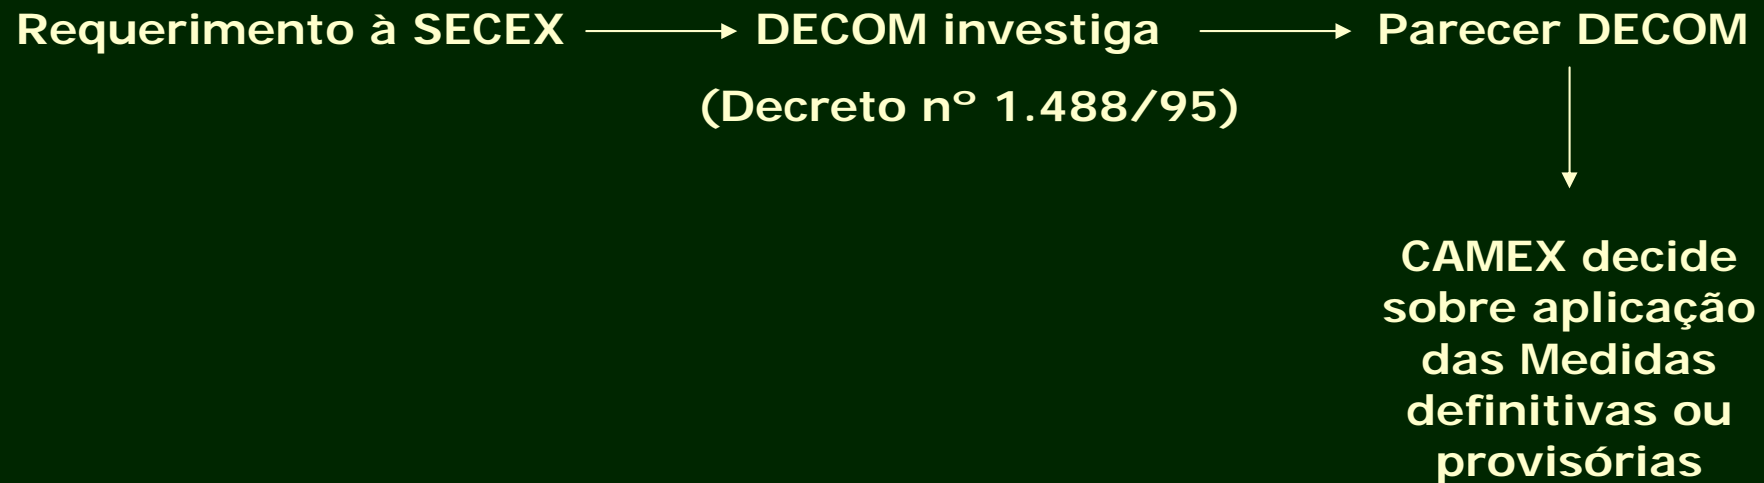 Requerimento à SECEX
DECOM investiga
Parecer DECOM
(Decreto nº 1.488/95)
CAMEX decide
sobre aplicação
das Medidas
definitivas ou
provisórias